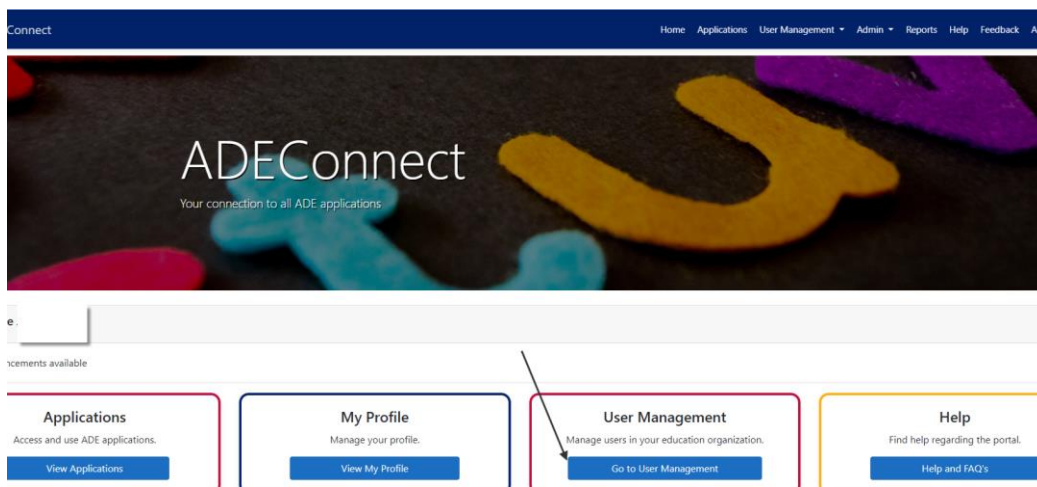 Connect
Home Applications User Management Admin Reports Help Feedback A
ADEConnect
Your connection to all ADE applications
e .
ncements available
Applications
Access and use ADE applications.
View Applications
My Profile
Manage your profile.
View My Profile
User Management
Manage users in your education organization.
Go to User Management
Help
Find help regarding the portal.
Help and FAQ's